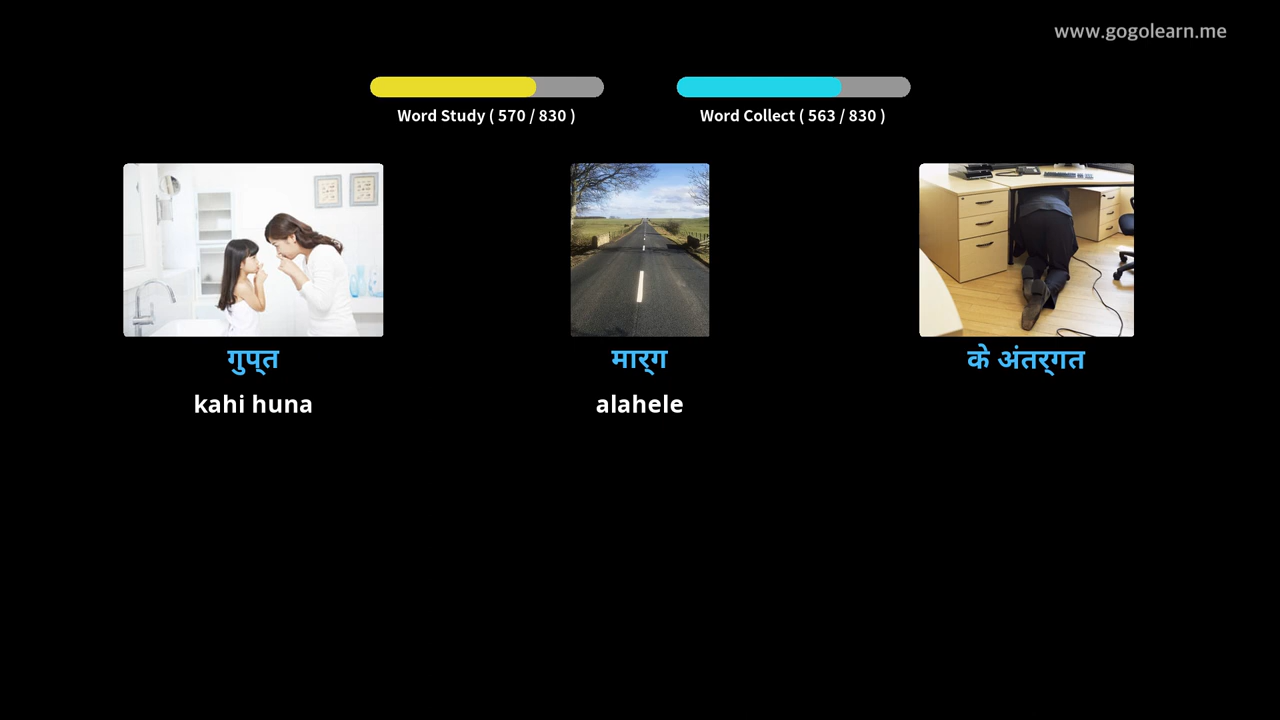 www.gogolearn.me
Word Study ( 570 / 830 )
Word Collect ( 563 / 830 )
गुप्त
मार्ग
के अंतर्गत
kahi huna
alahele